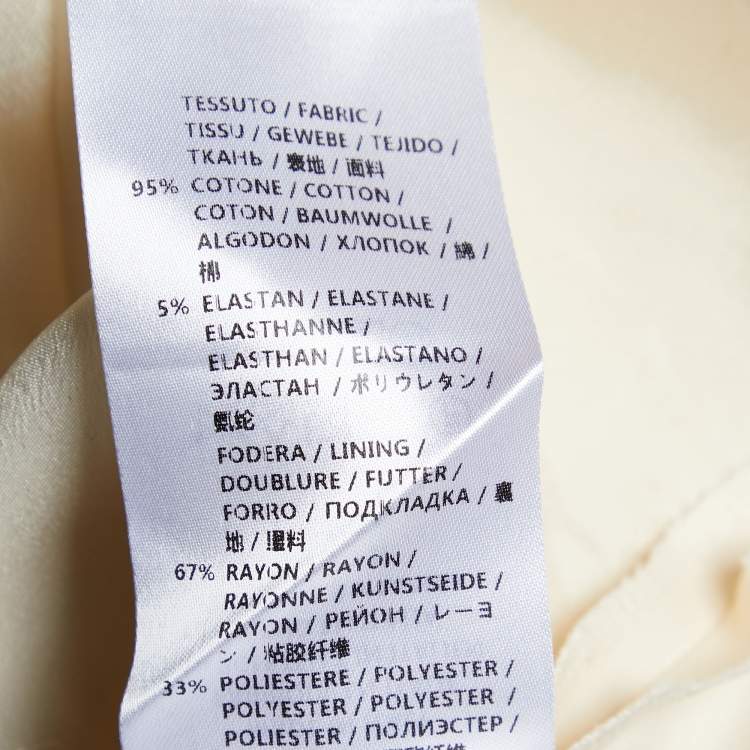 TESSUTO / FABRIC /
TISSU / GEWEBE / TEJIDO /
ТКАНЬ / 表地 / 面料
95% COTONE / COTTON /
COTON / BAUMWOLLE /
ALGODON / ХЛОПОК / 綿 /
棉
5% ELASTAN / ELASTANE /
ELASTHANNE /
ELASTHAN / ELASTANO /
ЭЛАСТАН / ポリウレタン /
氨纶
FODERA / LINING /
DOUBLURE / FUTTER /
FORRO / ПОДКЛАДКА / 裏
地 / 里料
67% RAYON / RAYON /
RAYONNE / KUNSTSEIDE /
RAYON / РЕЙОН / レーヨ
ン / 粘胶纤维
33% POLIESTERE / POLYESTER /
POLYESTER / POLYESTER /
POLIESTER / ПОЛИЭСТЕР /